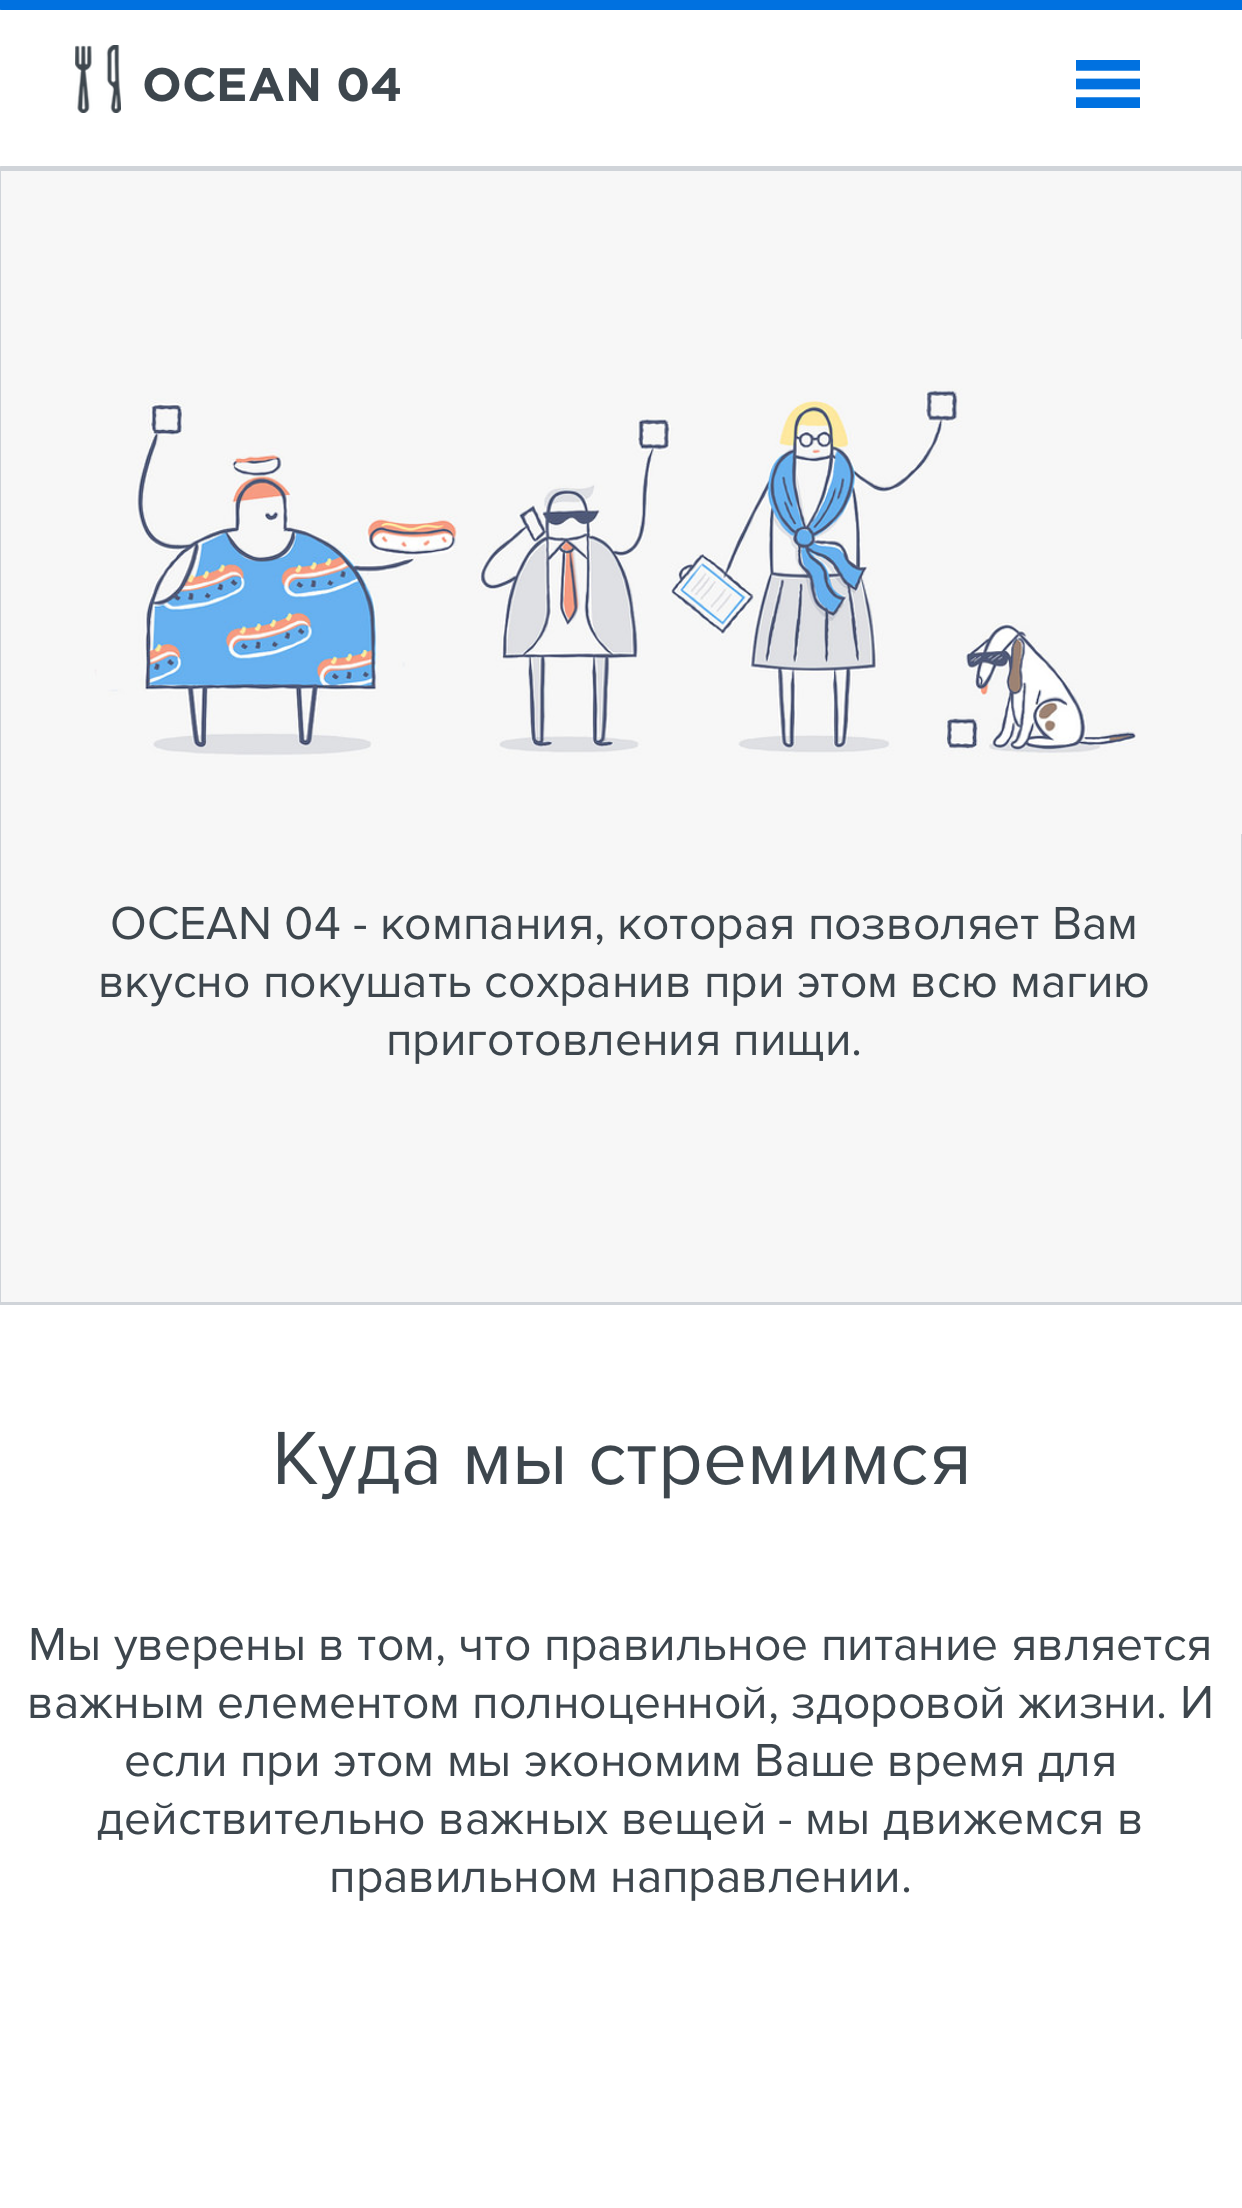 OCEAN 04
OCEAN 04 - компания, которая позволяет Вам
вкусно покушать сохранив при этом всю магию
приготовления пищи.
Куда мы стремимся
Мы уверены в том, что правильное питание является
важным елементом полноценной, здоровой жизни. И
если при этом мы экономим Ваше время для
действительно важных вещей - мы движемся в
правильном направлении.